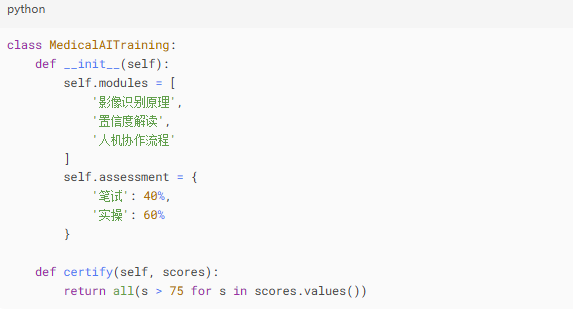 python
class MedicalAITraining:
    def __init__(self):
        self.modules = [
            '影像识别原理',
            '置信度解读',
            '人机协作流程'
        ]
        self.assessment = {
            '笔试': 40%,
            '实操': 60%
        }

    def certify(self, scores):
        return all(s > 75 for s in scores.values())